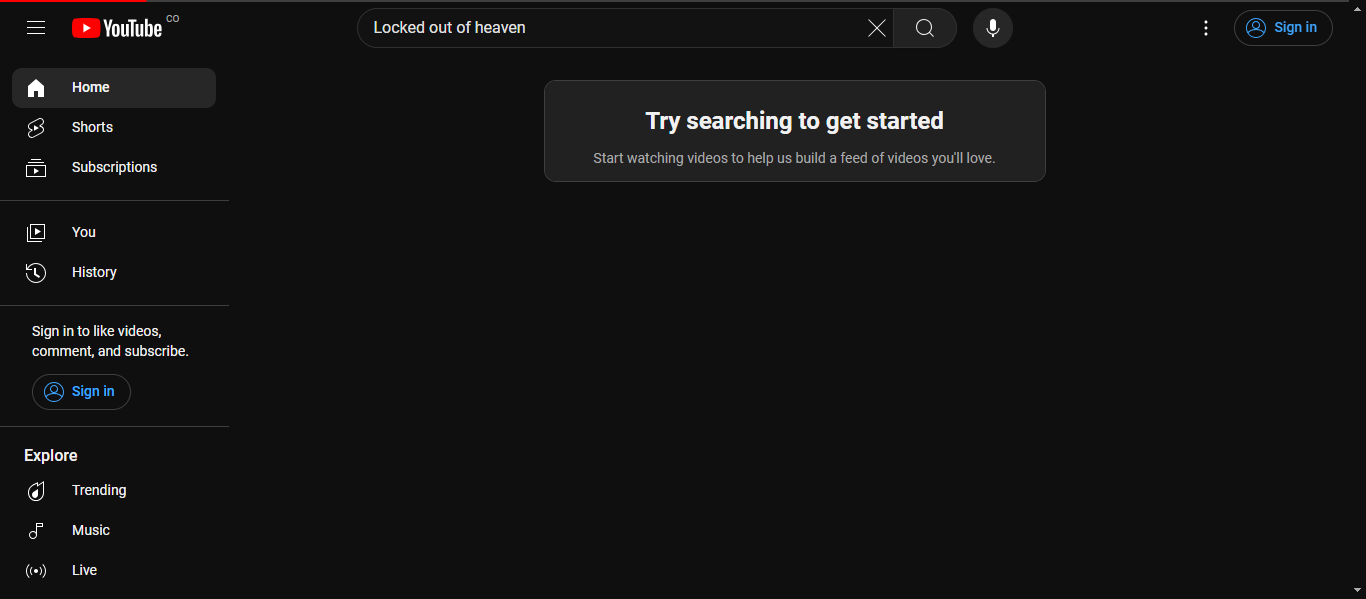 YouTube CO
Locked out of heaven
Sign in
Home
Shorts
Subscriptions
You
History
Sign in to like videos,
comment, and subscribe.
Sign in
Explore
Trending
Music
Live
Try searching to get started
Start watching videos to help us build a feed of videos you'll love.